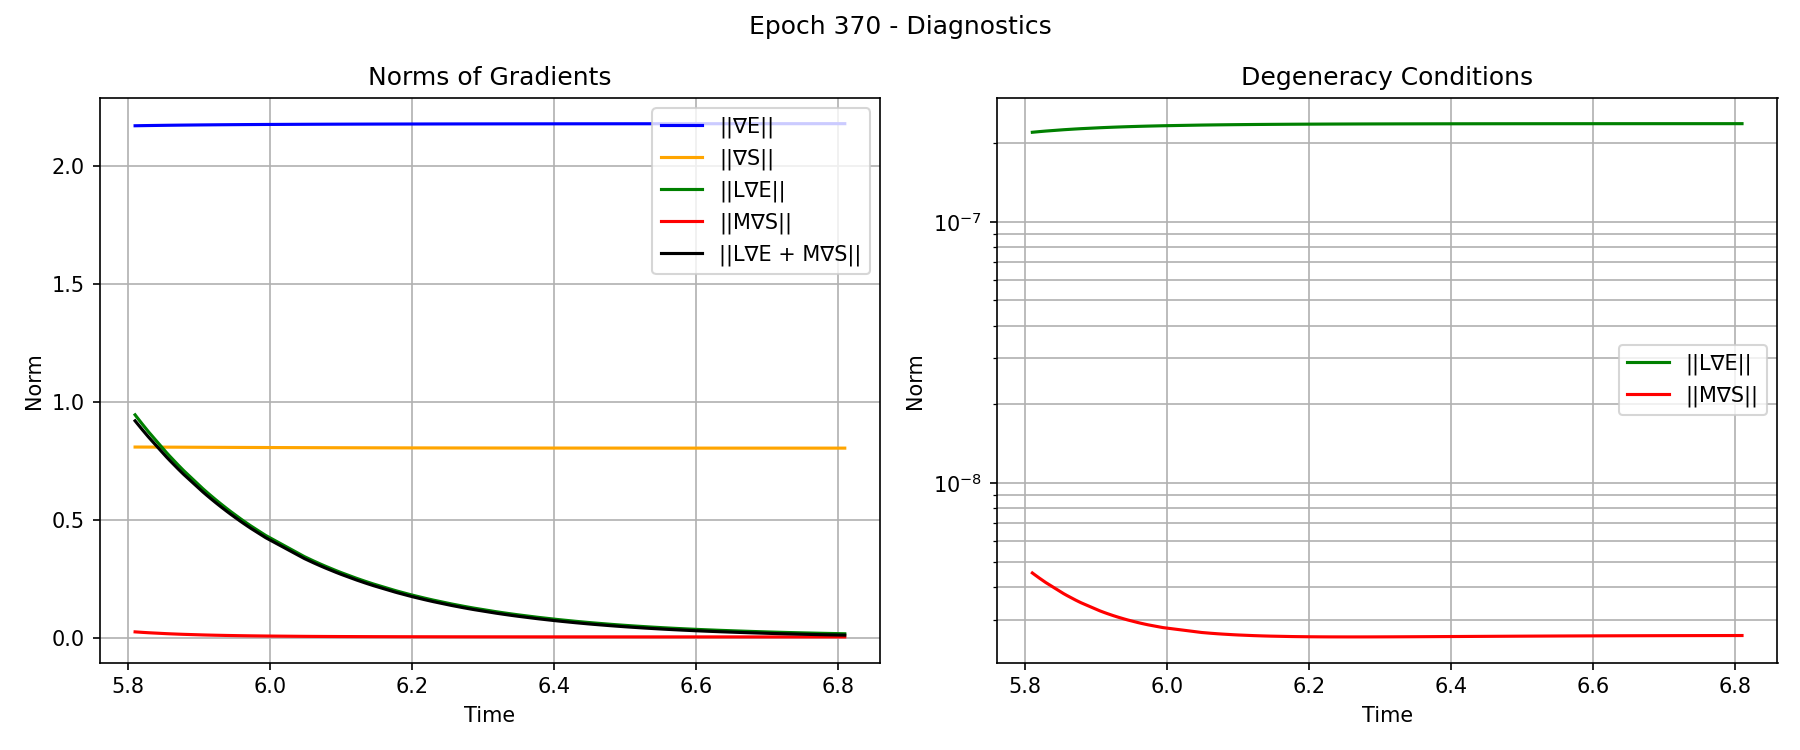 Epoch 370 - Diagnostics
Norms of Gradients
||∇E||
||∇S||
||L∇E||
||M∇S||
||L∇E + M∇S||
2.0
1.5
1.0
0.5
0.0
Norm
5.8 6.0 6.2 6.4 6.6 6.8
Time
Degeneracy Conditions
||L∇E||
||M∇S||
10⁻⁷
10⁻⁸
Norm
5.8 6.0 6.2 6.4 6.6 6.8
Time